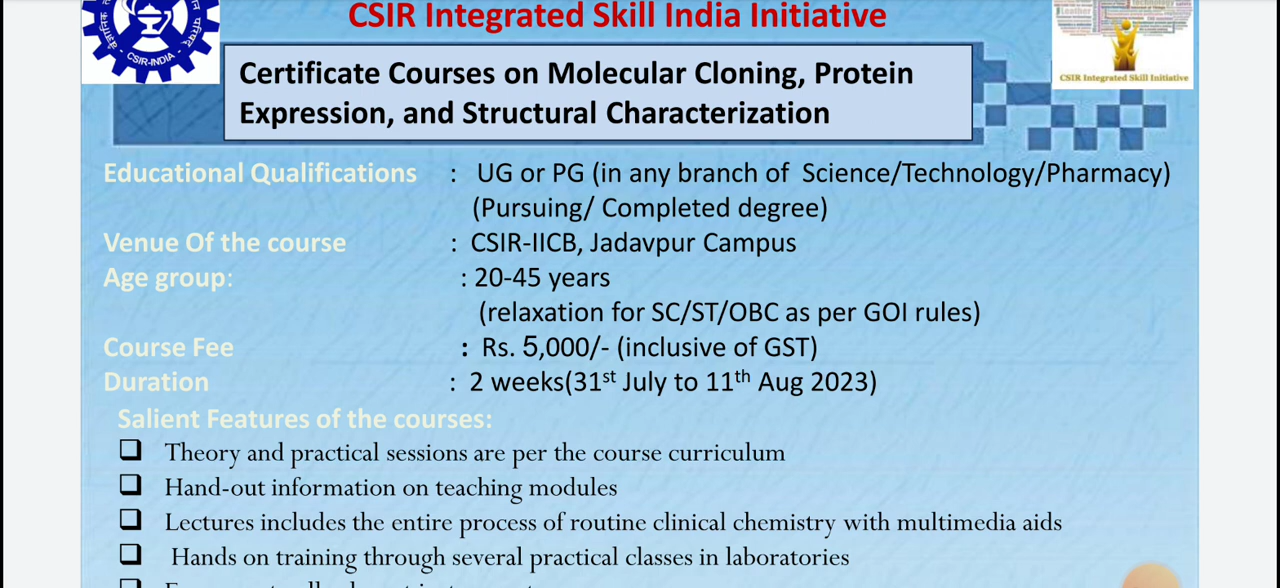 CSIR Integrated Skill India Initiative
CSIR-INDIA
CSIR Integrated Skill Initiative
Certificate Courses on Molecular Cloning, Protein
Expression, and Structural Characterization
Educational Qualifications : UG or PG (in any branch of Science/Technology/Pharmacy)
(Pursuing/ Completed degree)
Venue Of the course : CSIR-IICB, Jadavpur Campus
Age group: : 20-45 years
(relaxation for SC/ST/OBC as per GOI rules)
Course Fee : Rs. 5,000/- (inclusive of GST)
Duration : 2 weeks(31st July to 11th Aug 2023)
Salient Features of the courses:
❑ Theory and practical sessions are per the course curriculum
❑ Hand-out information on teaching modules
❑ Lectures includes the entire process of routine clinical chemistry with multimedia aids
❑ Hands on training through several practical classes in laboratories